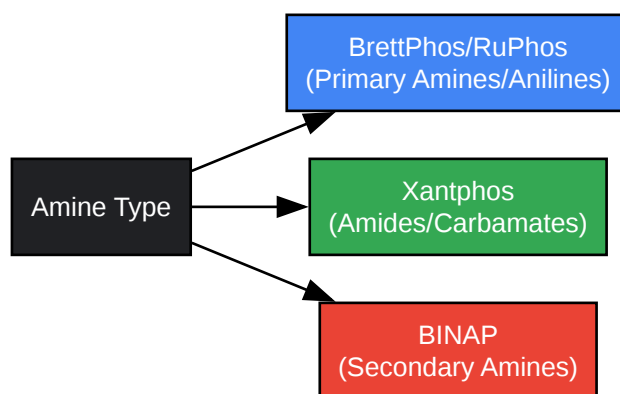 BrettPhos/RuPhos
(Primary Amines/Anilines)
Amine Type
Xantphos
(Amides/Carbamates)
BINAP
(Secondary Amines)